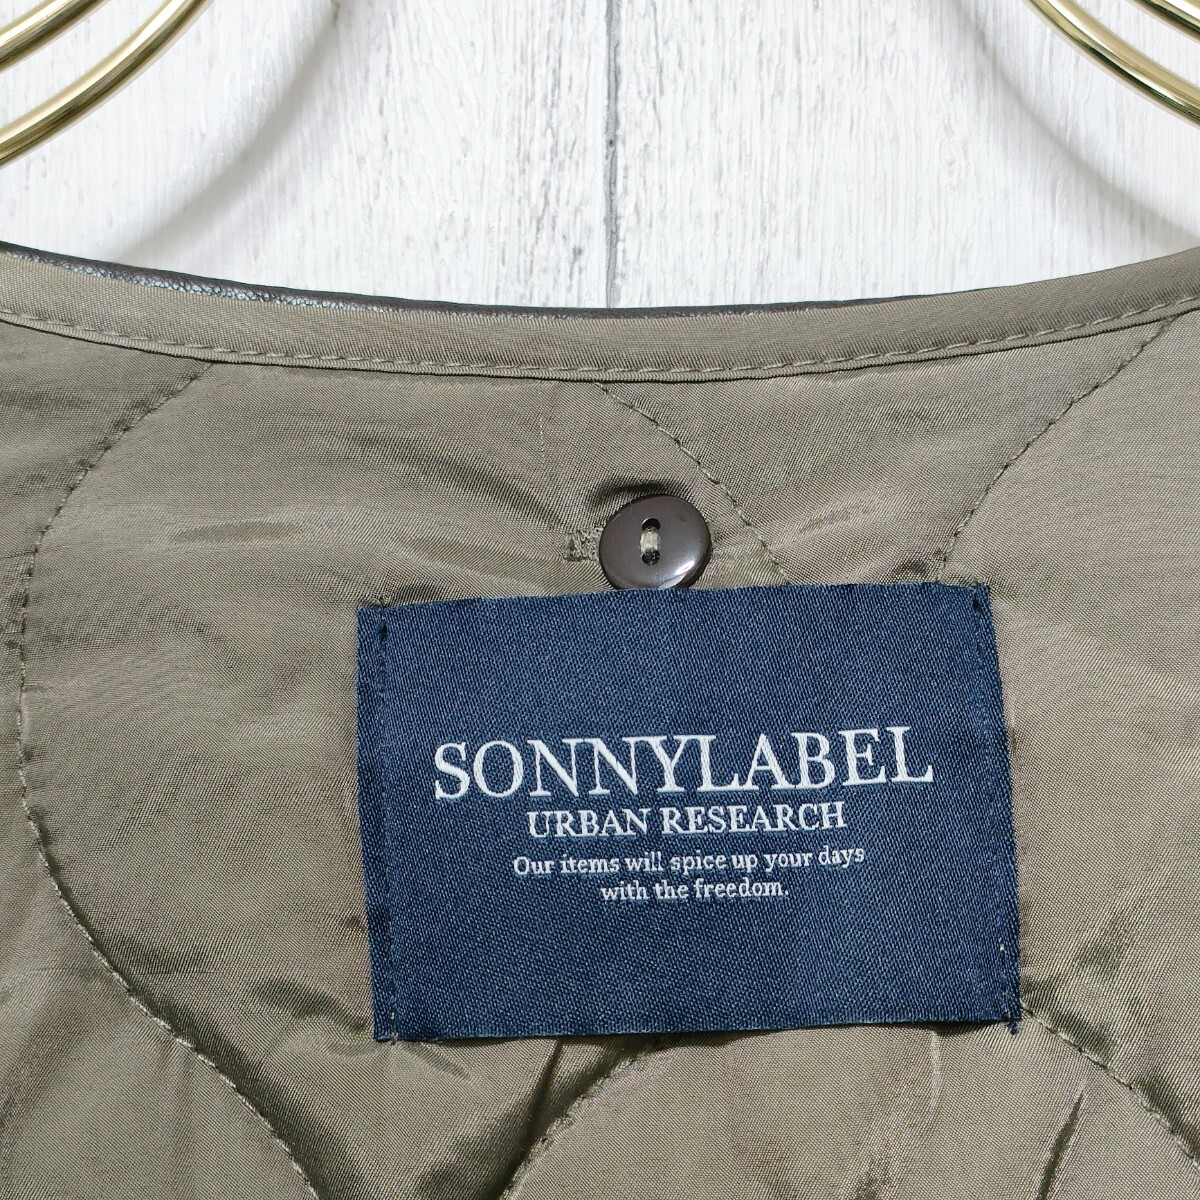 SONNYLABEL
URBAN RESEARCH
Our items will spice up your days
with the freedom.